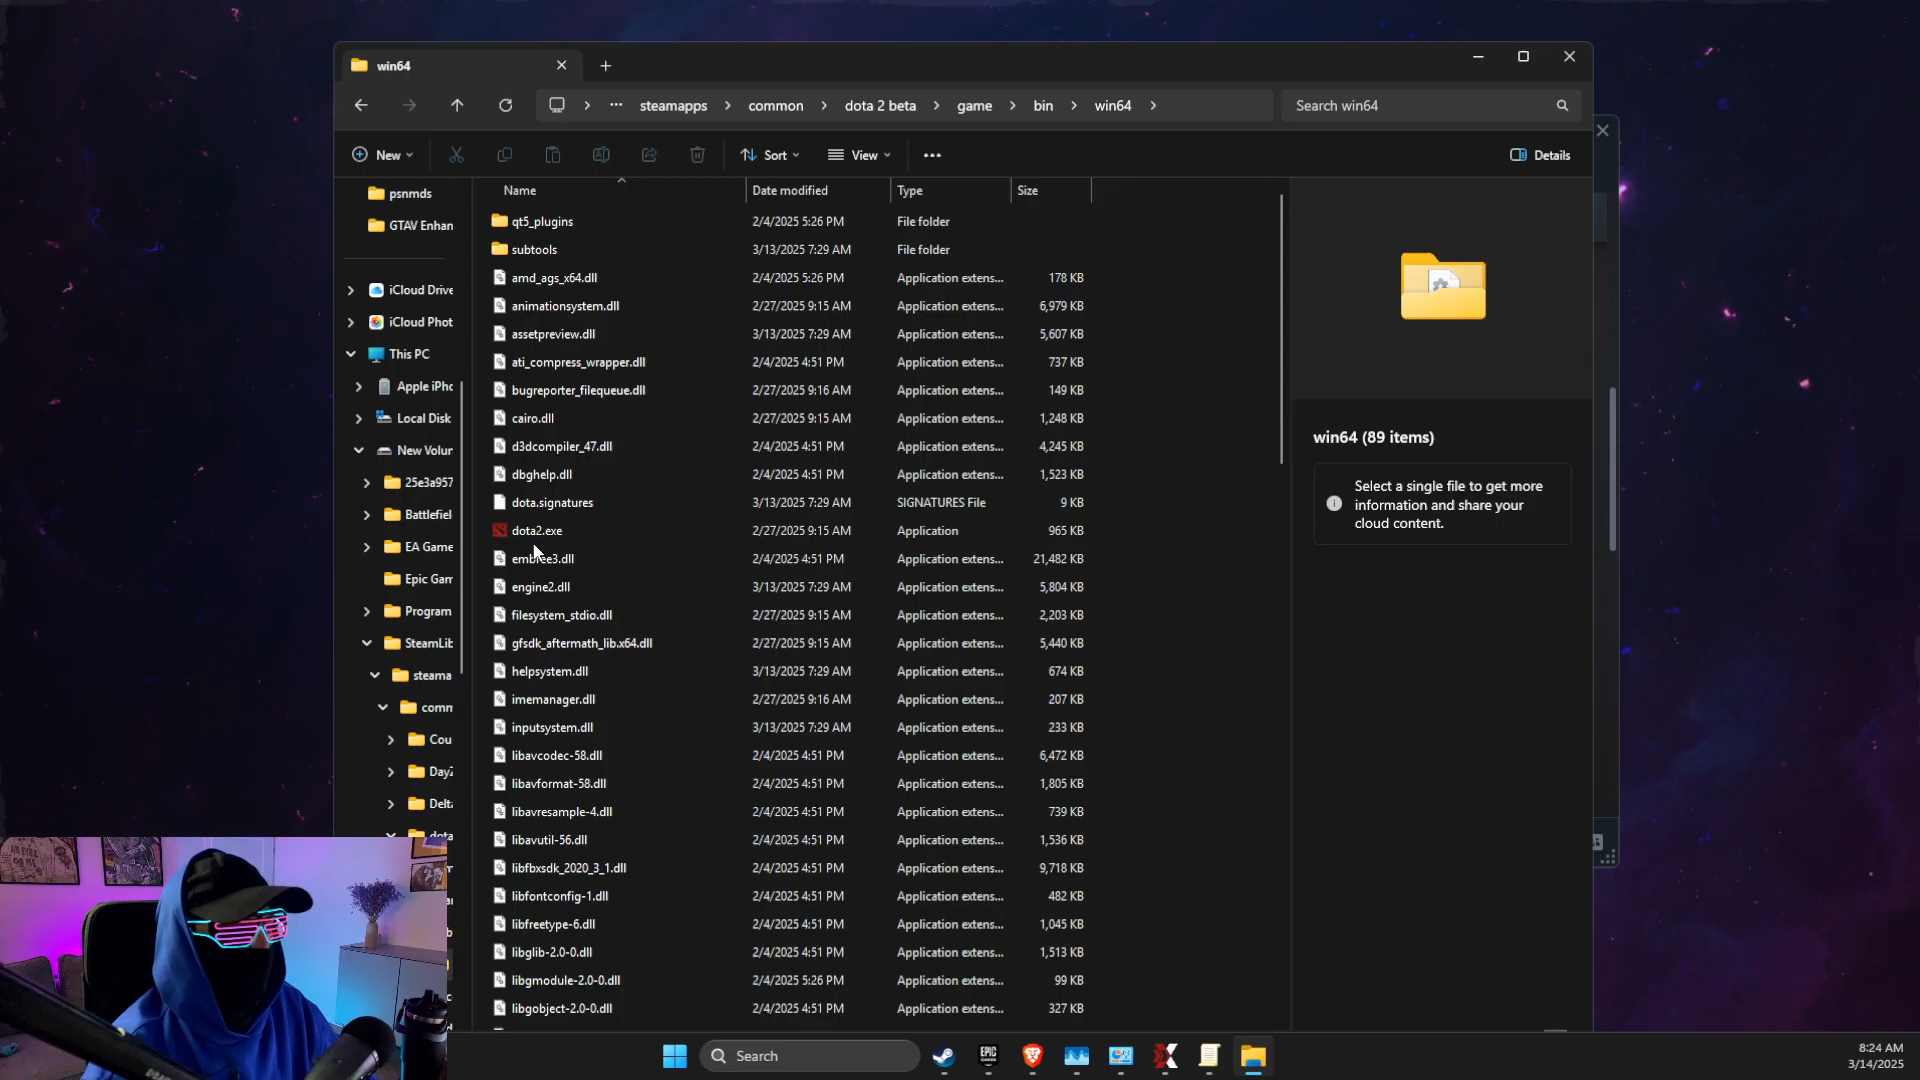 win64
steamapps
common
dota 2 beta
game
bin
win64
Search win64
New
Sort
View
Details
psnmds
GTAV Enhan
iCloud Drive
iCloud Phot
This PC
Apple iPho
Local Disk
New Volun
25e3a957
Battlefiel
EA Game
Epic Gam
Program
SteamLib
steama
comm
Cou
DayZ
Delta
dota
Name Date modified Type Size
qt5_plugins 2/4/2025 5:26 PM File folder
subtools 3/13/2025 7:29 AM File folder
amd_ags_x64.dll 2/4/2025 5:26 PM Application extens... 178 KB
animationsystem.dll 2/27/2025 9:15 AM Application extens... 6,979 KB
assetpreview.dll 3/13/2025 7:29 AM Application extens... 5,607 KB
ati_compress_wrapper.dll 2/4/2025 4:51 PM Application extens... 737 KB
bugreporter_filequeue.dll 2/27/2025 9:16 AM Application extens... 149 KB
cairo.dll 2/27/2025 9:15 AM Application extens... 1,248 KB
d3dcompiler_47.dll 2/4/2025 4:51 PM Application extens... 4,245 KB
dbghelp.dll 2/4/2025 4:51 PM Application extens... 1,523 KB
dota.signatures 3/13/2025 7:29 AM SIGNATURES File 9 KB
dota2.exe 2/27/2025 9:15 AM Application 965 KB
embree3.dll 2/4/2025 4:51 PM Application extens... 21,482 KB
engine2.dll 3/13/2025 7:29 AM Application extens... 5,804 KB
filesystem_stdio.dll 2/27/2025 9:15 AM Application extens... 2,203 KB
gfsdk_aftermath_lib.x64.dll 2/27/2025 9:15 AM Application extens... 5,440 KB
helpsystem.dll 3/13/2025 7:29 AM Application extens... 674 KB
imemanager.dll 2/27/2025 9:16 AM Application extens... 207 KB
inputsystem.dll 3/13/2025 7:29 AM Application extens... 233 KB
libavcodec-58.dll 2/4/2025 4:51 PM Application extens... 6,472 KB
libavformat-58.dll 2/4/2025 4:51 PM Application extens... 1,805 KB
libavresample-4.dll 2/4/2025 4:51 PM Application extens... 739 KB
libavutil-56.dll 2/4/2025 4:51 PM Application extens... 1,536 KB
libfbxsdk_2020_3_1.dll 2/4/2025 4:51 PM Application extens... 9,718 KB
libfontconfig-1.dll 2/4/2025 4:51 PM Application extens... 482 KB
libfreetype-6.dll 2/4/2025 4:51 PM Application extens... 1,045 KB
libglib-2.0-0.dll 2/4/2025 4:51 PM Application extens... 1,513 KB
libgmodule-2.0-0.dll 2/4/2025 5:26 PM Application extens... 99 KB
libgobject-2.0-0.dll 2/4/2025 4:51 PM Application extens... 327 KB
win64 (89 items)
Select a single file to get more
information and share your
cloud content.
Search
EPIC
GAMES
8:24 AM
3/14/2025